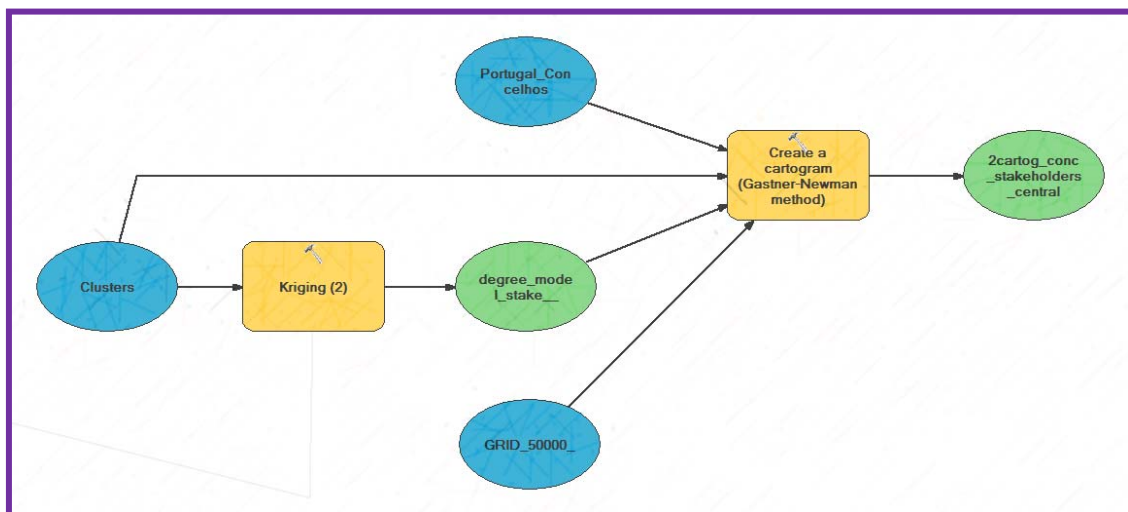 Portugal_Con
celhos
Create a
cartogram
(Gastner-Newman
method)
2cartog_conc
_stakeholders
_central
Clusters
Kriging (2)
degree_mode
l_stake__
GRID_50000_